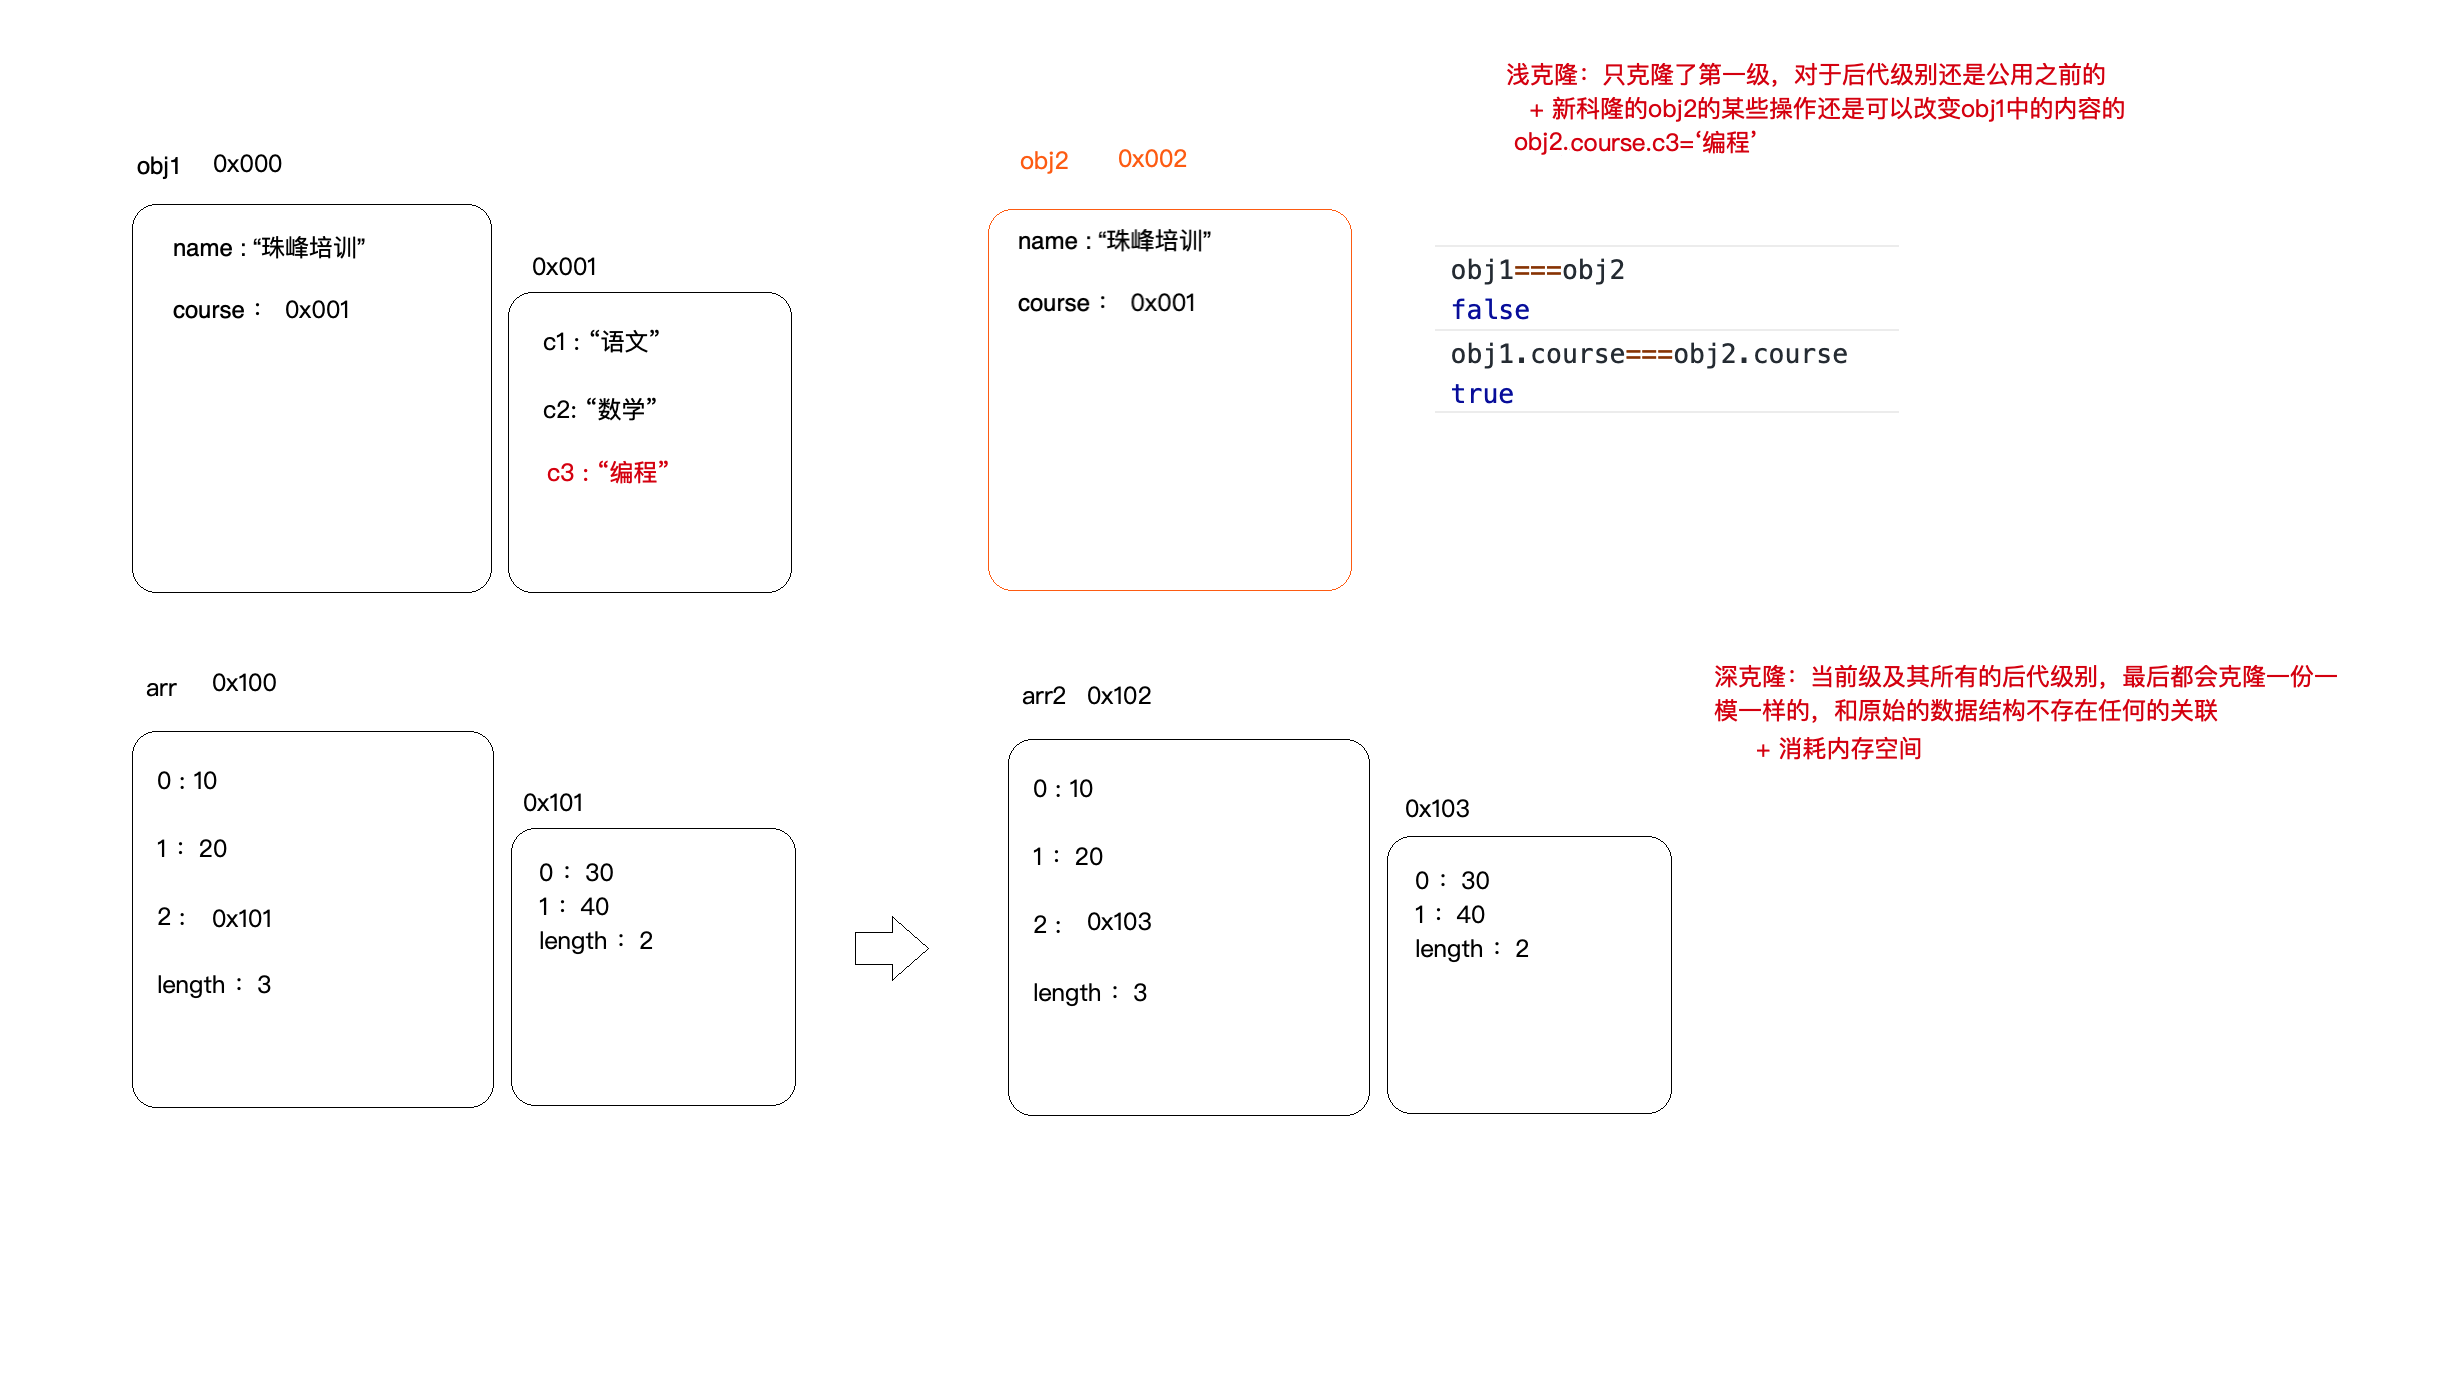 浅克隆：只克隆了第一级，对于后代级别还是公用之前的
+ 新科隆的obj2的某些操作还是可以改变obj1中的内容的
obj2.course.c3=‘编程’
obj1 0x000
name : “珠峰培训”
course： 0x001
0x001
c1 : “语文”
c2: “数学”
c3 : “编程”
obj2 0x002
name : “珠峰培训”
course： 0x001
obj1===obj2
false
obj1.course===obj2.course
true
arr 0x100
0 : 10
1： 20
2 : 0x101
length： 3
0x101
0： 30
1： 40
length： 2
arr2 0x102
0 : 10
1： 20
2 : 0x103
length： 3
0x103
0： 30
1： 40
length： 2
深克隆：当前级及其所有的后代级别，最后都会克隆一份一
模一样的，和原始的数据结构不存在任何的关联
+ 消耗内存空间